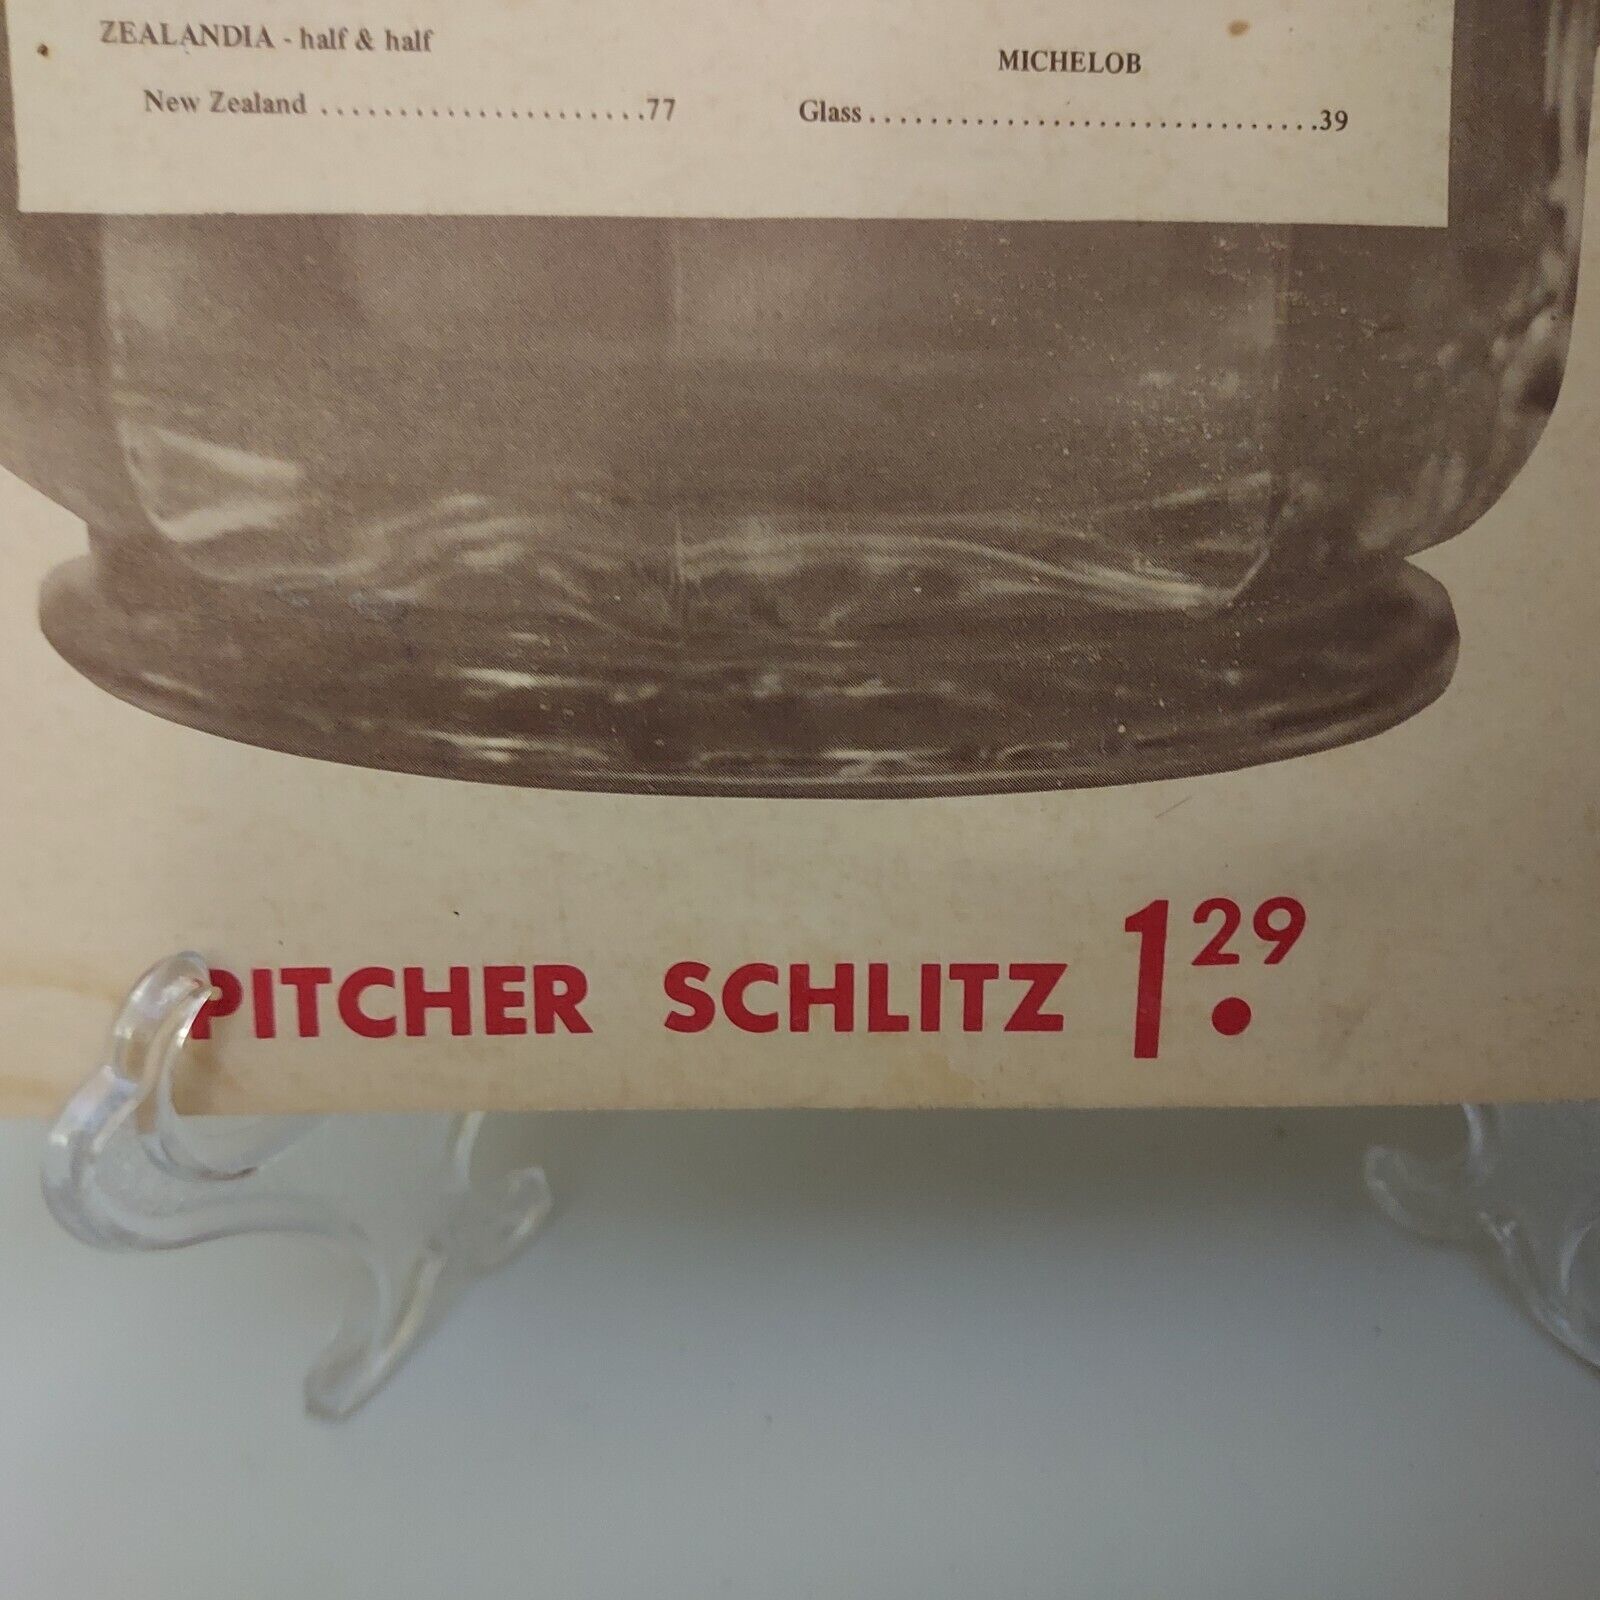 ZEALANDIA - half & half
New Zealand .....................77
MICHELOB
Glass..............................39
PITCHER SCHLITZ 1.29